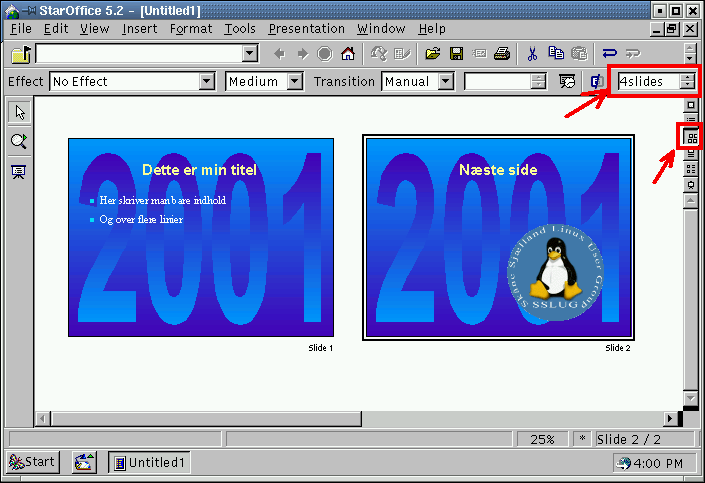 StarOffice 5.2 - [Untitled1]
File Edit View Insert Format Tools Presentation Window Help
Effect No Effect Medium Transition Manual 4slides
2001
Dette er min titel
Her skriver man bare indhold
Og over flere linier
Slide 1
2001
Næste side
Skåne Sjælland Linux User Group
SSLUG
Slide 2
25% * Slide 2 / 2
Start Untitled1 4:00 PM